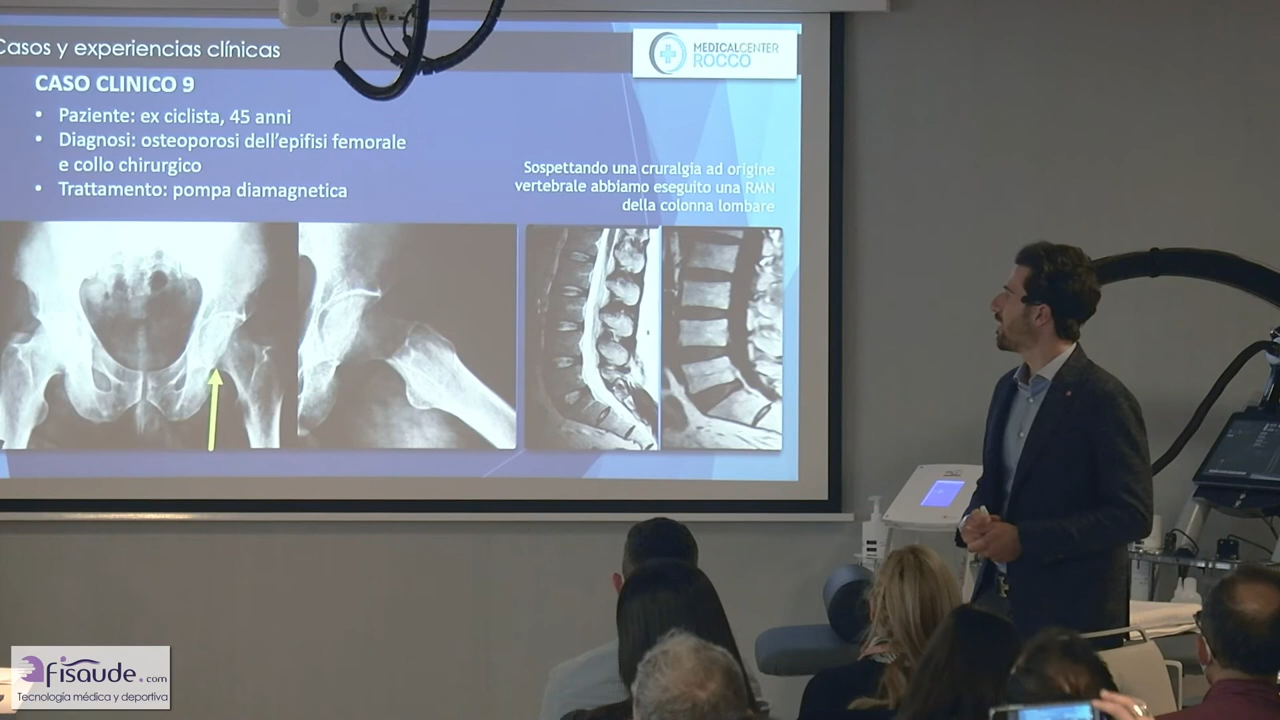 Casos y experiencias clínicas
MEDICALCENTER
ROCCO
CASO CLINICO 9
• Paziente: ex ciclista, 45 anni
• Diagnosi: osteoporosi dell'epifisi femorale
e collo chirurgico
• Trattamento: pompa diamagnetica
Sospettando una cruralgia ad origine
vertebrale abbiamo eseguito una RMN
della colonna lombare
fisaude.com
Tecnología médica y deportiva